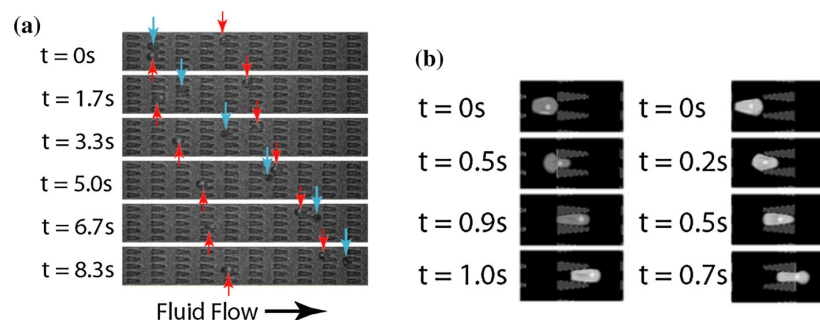 (a)
t = 0s
t = 1.7s
t = 3.3s
t = 5.0s
t = 6.7s
t = 8.3s
Fluid Flow
(b)
t = 0s
t = 0.5s
t = 0.9s
t = 1.0s
t = 0s
t = 0.2s
t = 0.5s
t = 0.7s